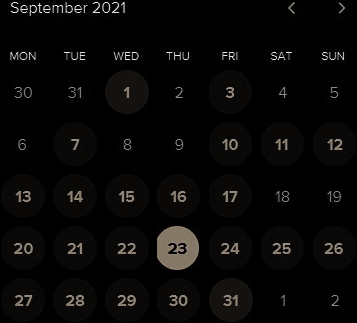 September 2021
MON TUE WED THU FRI SAT SUN
30 31 1 2 3 4 5
6 7 8 9 10 11 12
13 14 15 16 17 18 19
20 21 22 23 24 25 26
27 28 29 30 31 1 2